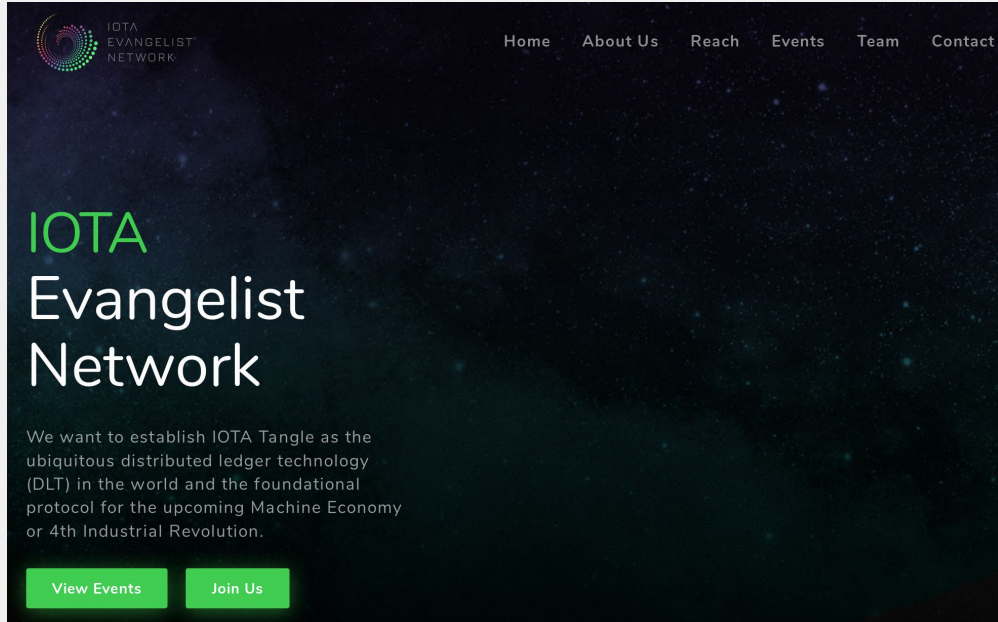 IOTA
EVANGELIST
NETWORK
Home About Us Reach Events Team Contact
IOTA
Evangelist
Network
We want to establish IOTA Tangle as the
ubiquitous distributed ledger technology
(DLT) in the world and the foundational
protocol for the upcoming Machine Economy
or 4th Industrial Revolution.
View Events Join Us